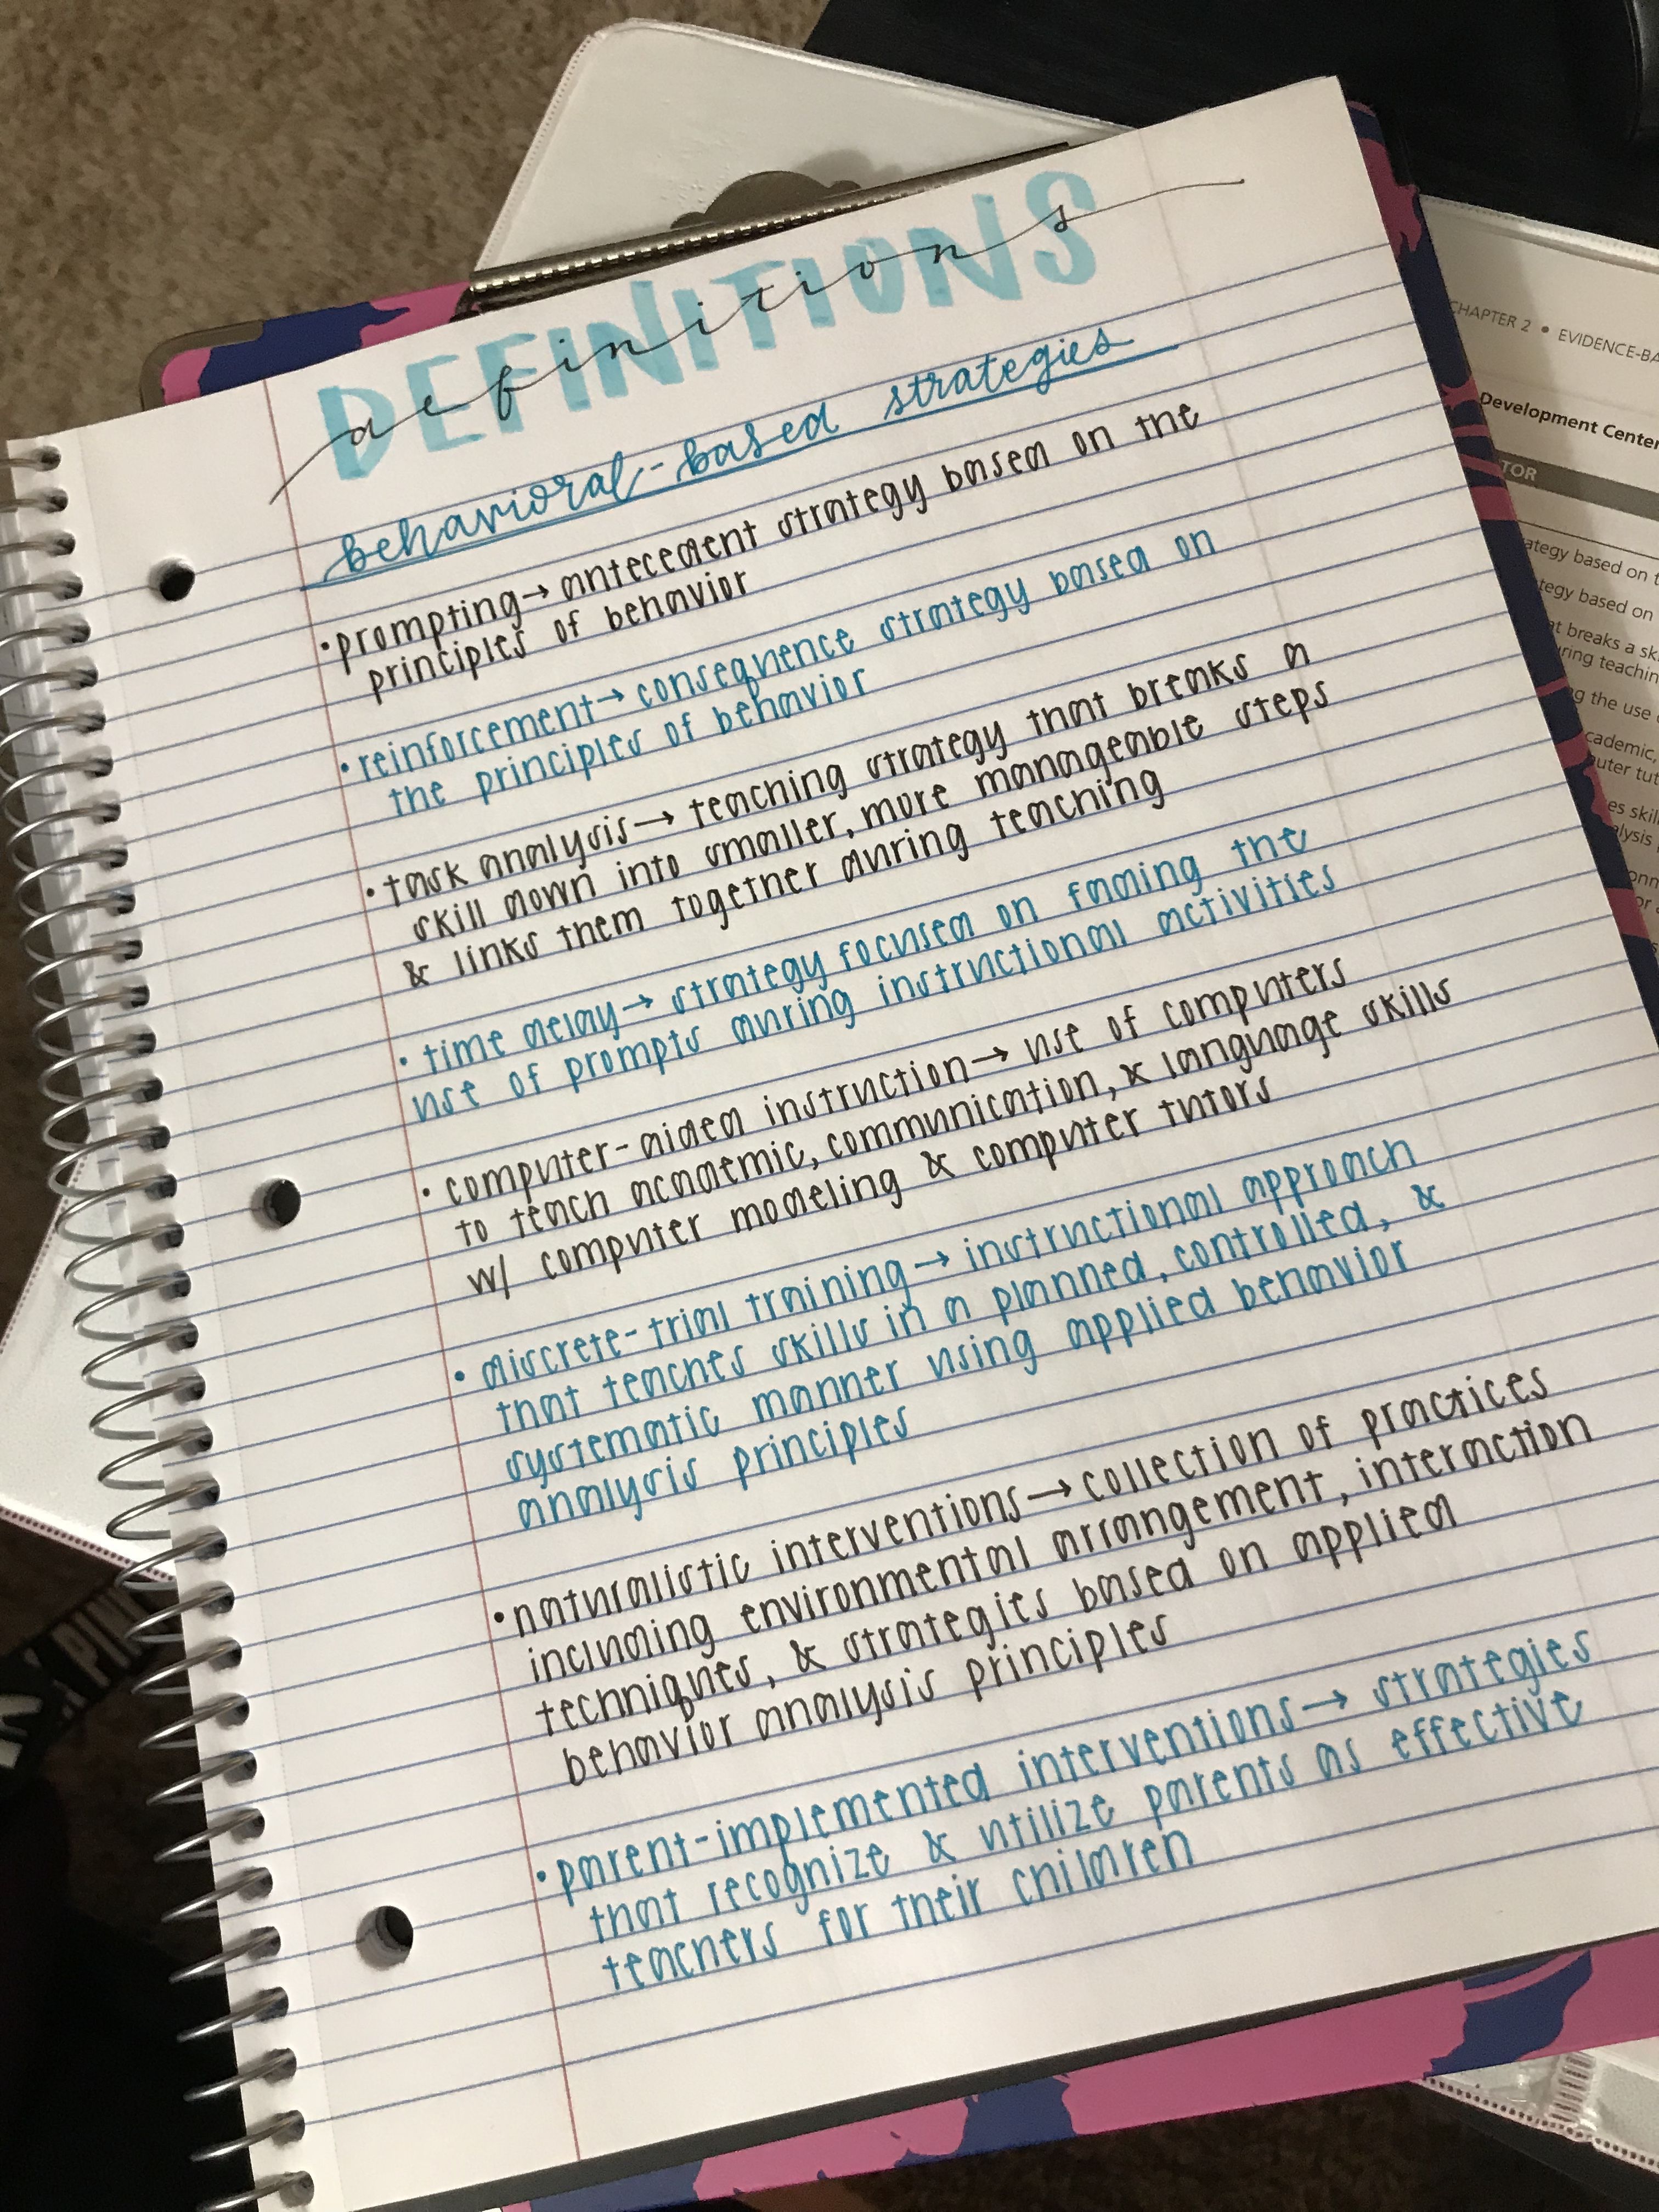 DEFINITIONS
definitions
behavioral-based strategies
• prompting → antecedent strategy based on the
principles of behavior
• reinforcement → consequence strategy based on
the principles of behavior
• task analysis → teaching strategy that breaks a
skill down into smaller, more manageable steps
& links them together during teaching
• time delay → strategy focused on fading the
use of prompts during instructional activities
• computer-aided instruction → use of computers
to teach academic, communication, & language skills
w/ computer modeling & computer tutors
• discrete-trial training → instructional approach
that teaches skills in a planned, controlled, &
systematic manner using applied behavior
analysis principles
• naturalistic interventions → collection of practices
including environmental arrangement, interaction
techniques, & strategies based on applied
behavior analysis principles
• parent-implemented interventions → strategies
that recognize & utilize parents as effective
teachers for their children
CHAPTER 2 • EVIDENCE-BA
Development Center
TOR
ategy based on t
tegy based on
at breaks a sk
uring teachin
g the use
cademic,
uter tut
es skil
alysis
PIN